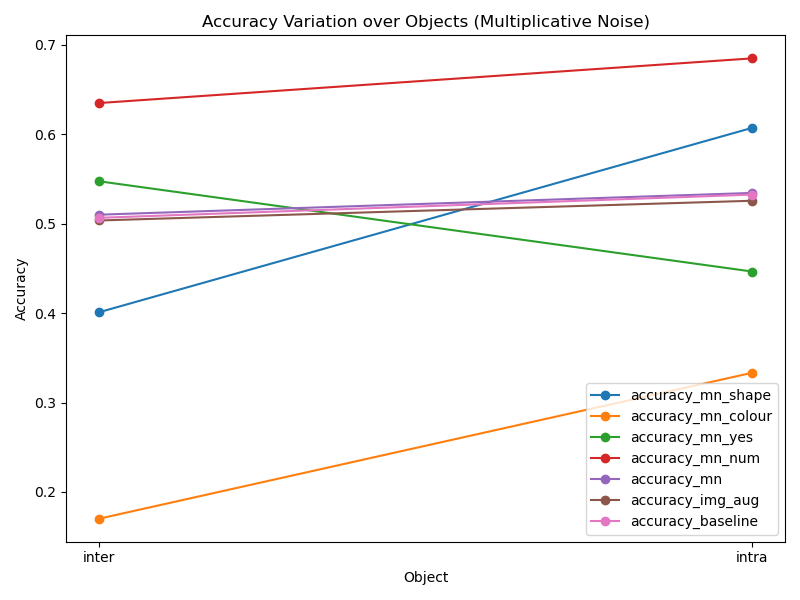 Accuracy Variation over Objects (Multiplicative Noise)
0.7
0.6
0.5
0.4
0.3
0.2
Accuracy
inter
intra
Object
accuracy_mn_shape
accuracy_mn_colour
accuracy_mn_yes
accuracy_mn_num
accuracy_mn
accuracy_img_aug
accuracy_baseline